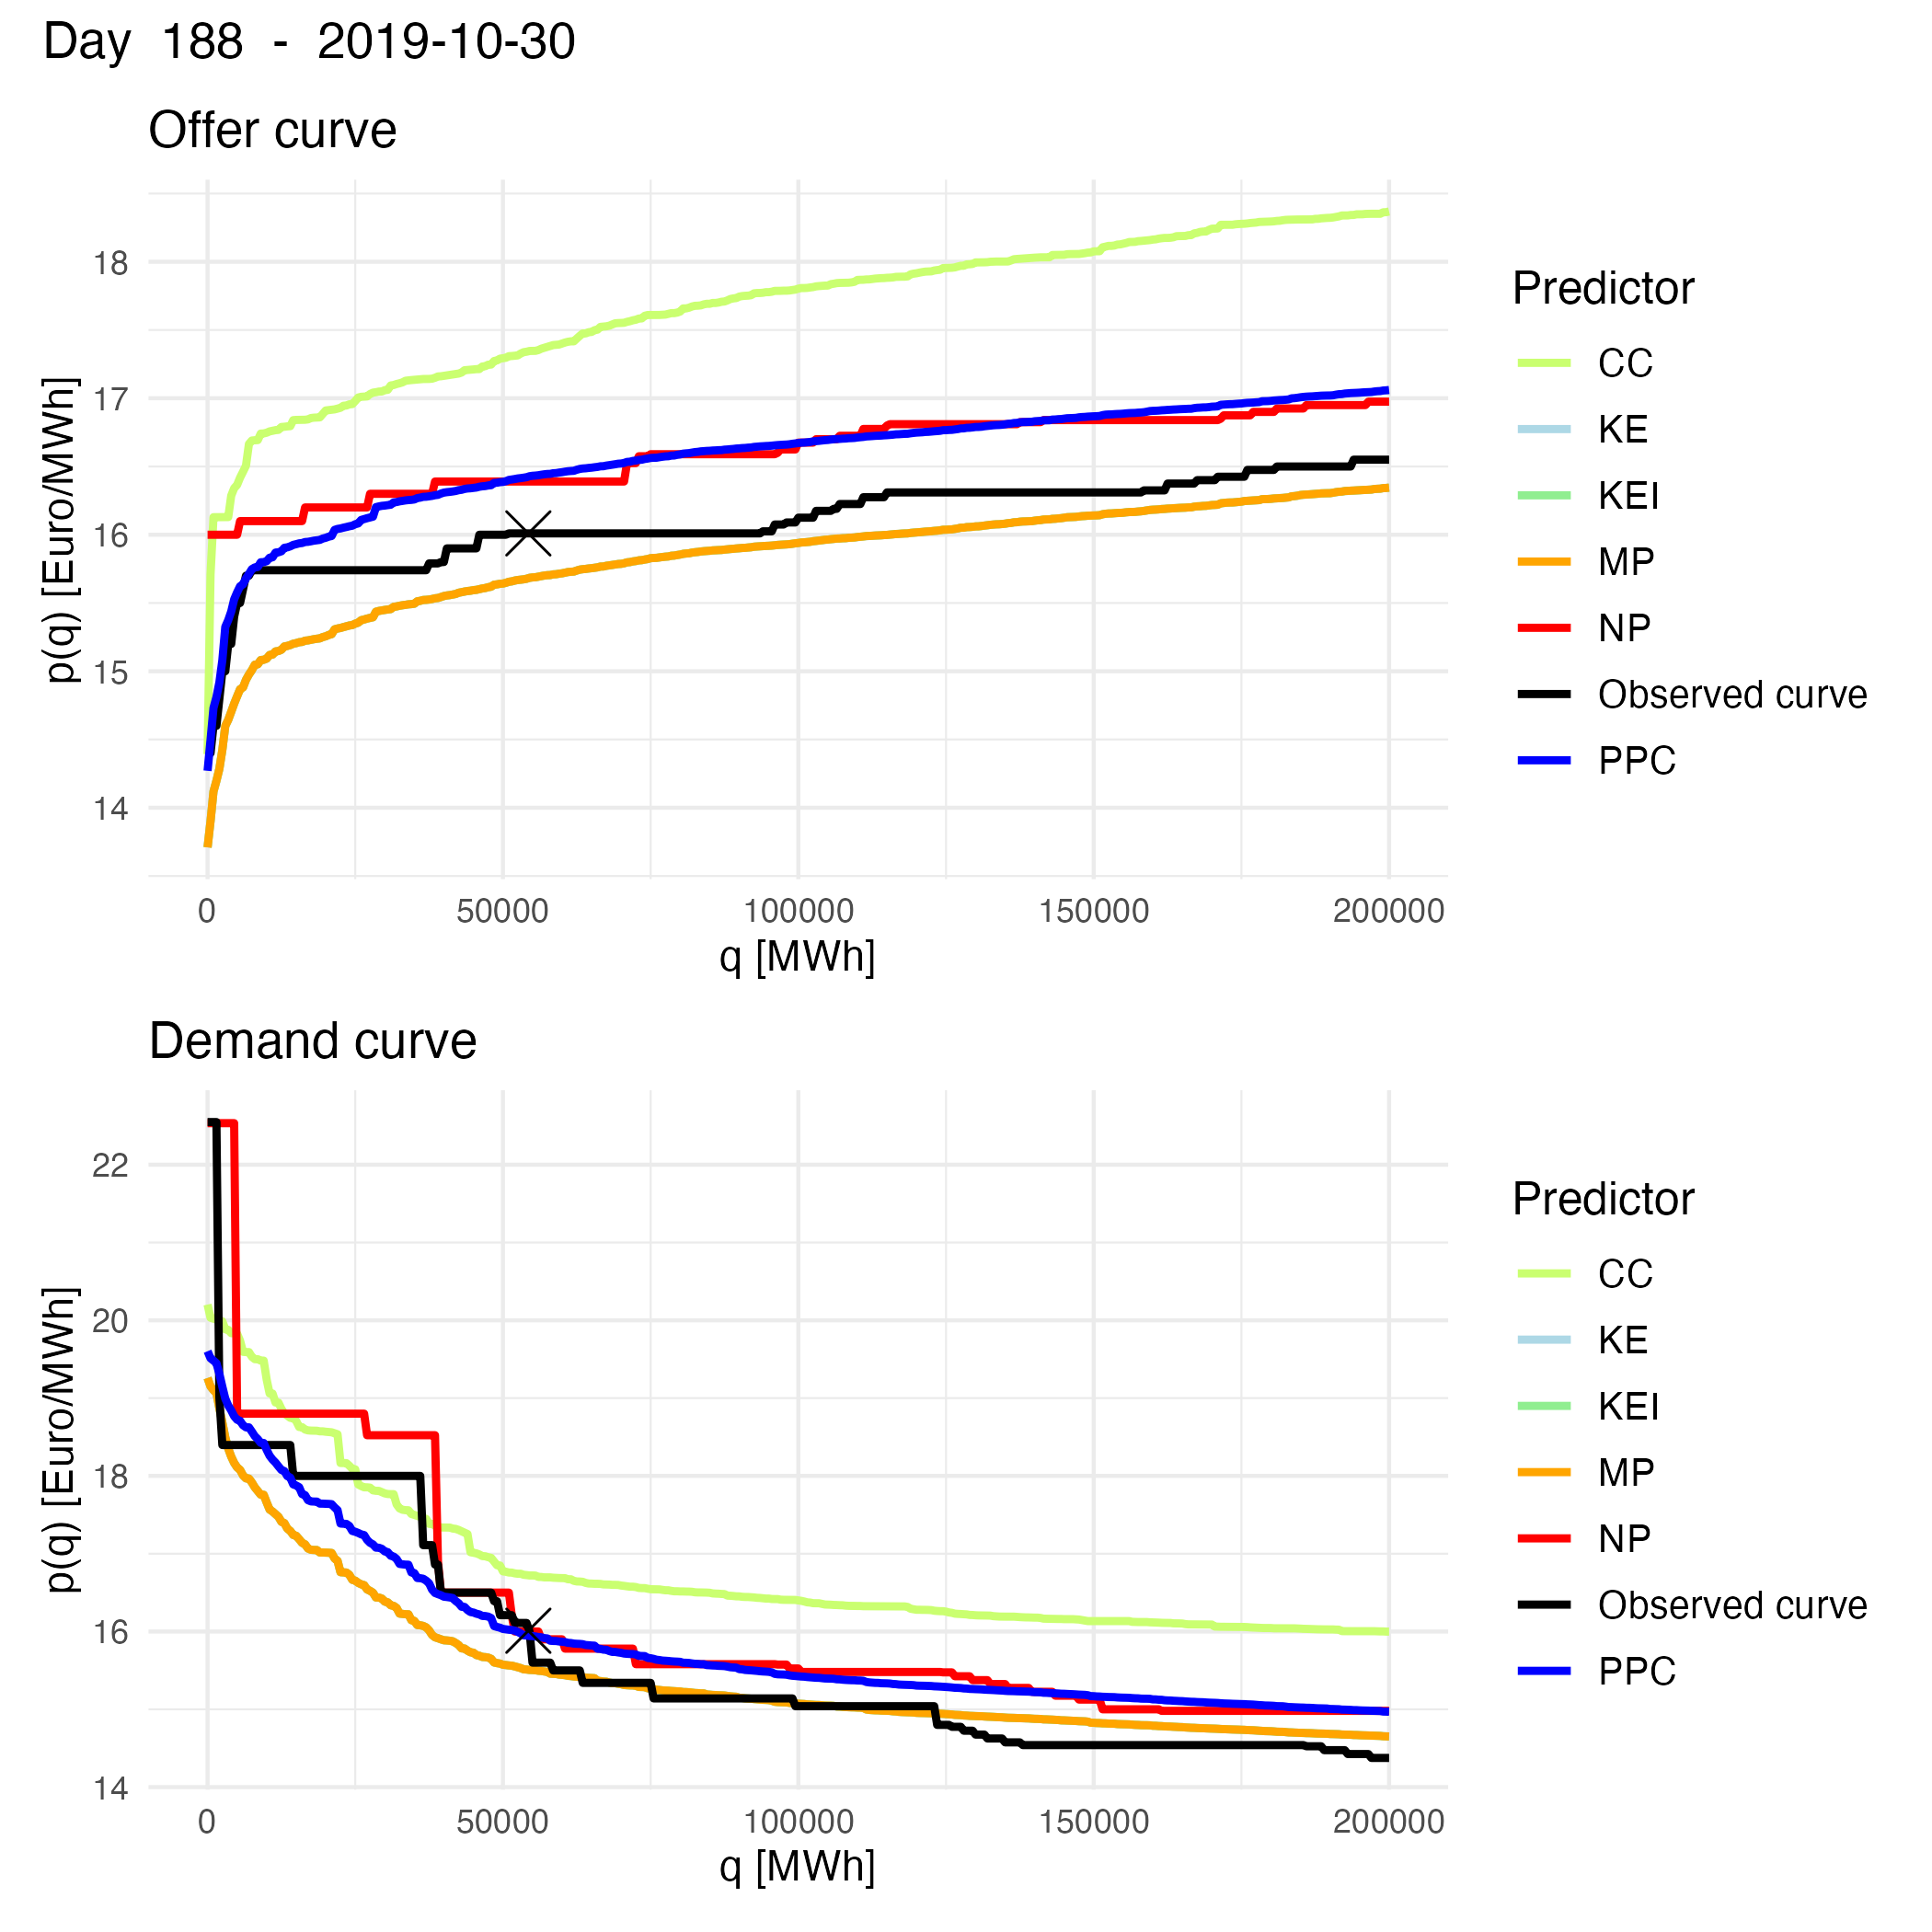 Day 188 - 2019-10-30
Offer curve
p(q) [Euro/MWh]
18
17
16
15
14
0 50000 100000 150000 200000
q [MWh]
Predictor
CC
KE
KEI
MP
NP
Observed curve
PPC
Demand curve
p(q) [Euro/MWh]
22
20
18
16
14
0 50000 100000 150000 200000
q [MWh]
Predictor
CC
KE
KEI
MP
NP
Observed curve
PPC